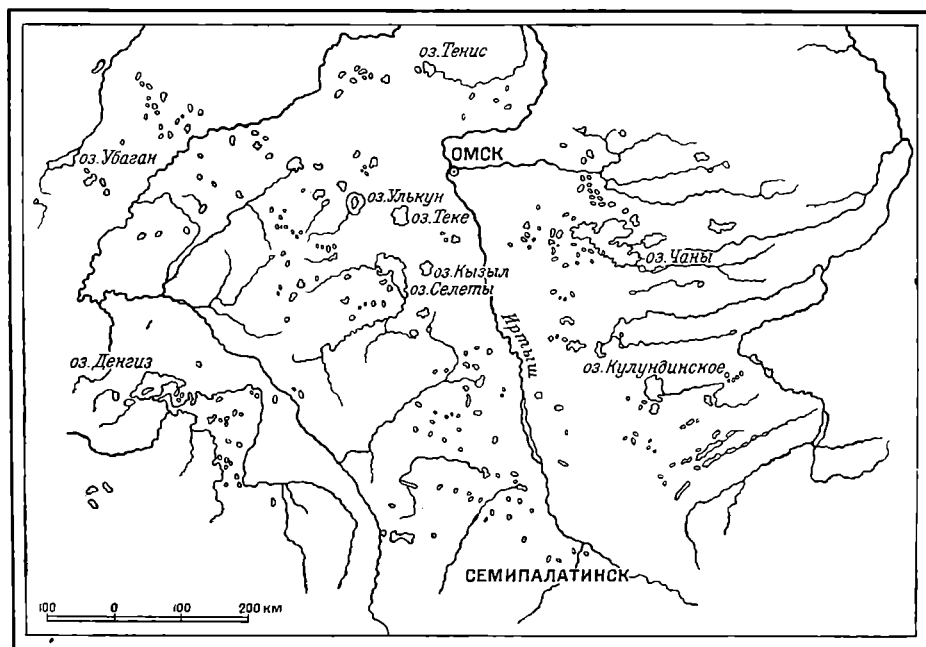 оз.Тенис
оз.Убаган
ОМСК
оз.Улькун
оз.Теке
оз.Чаны
оз.Кызыл
оз.Селеты
Иртыш
оз.Денгиз
оз.Кулундинское
СЕМИПАЛАТИНСК
100 0 100 200 км